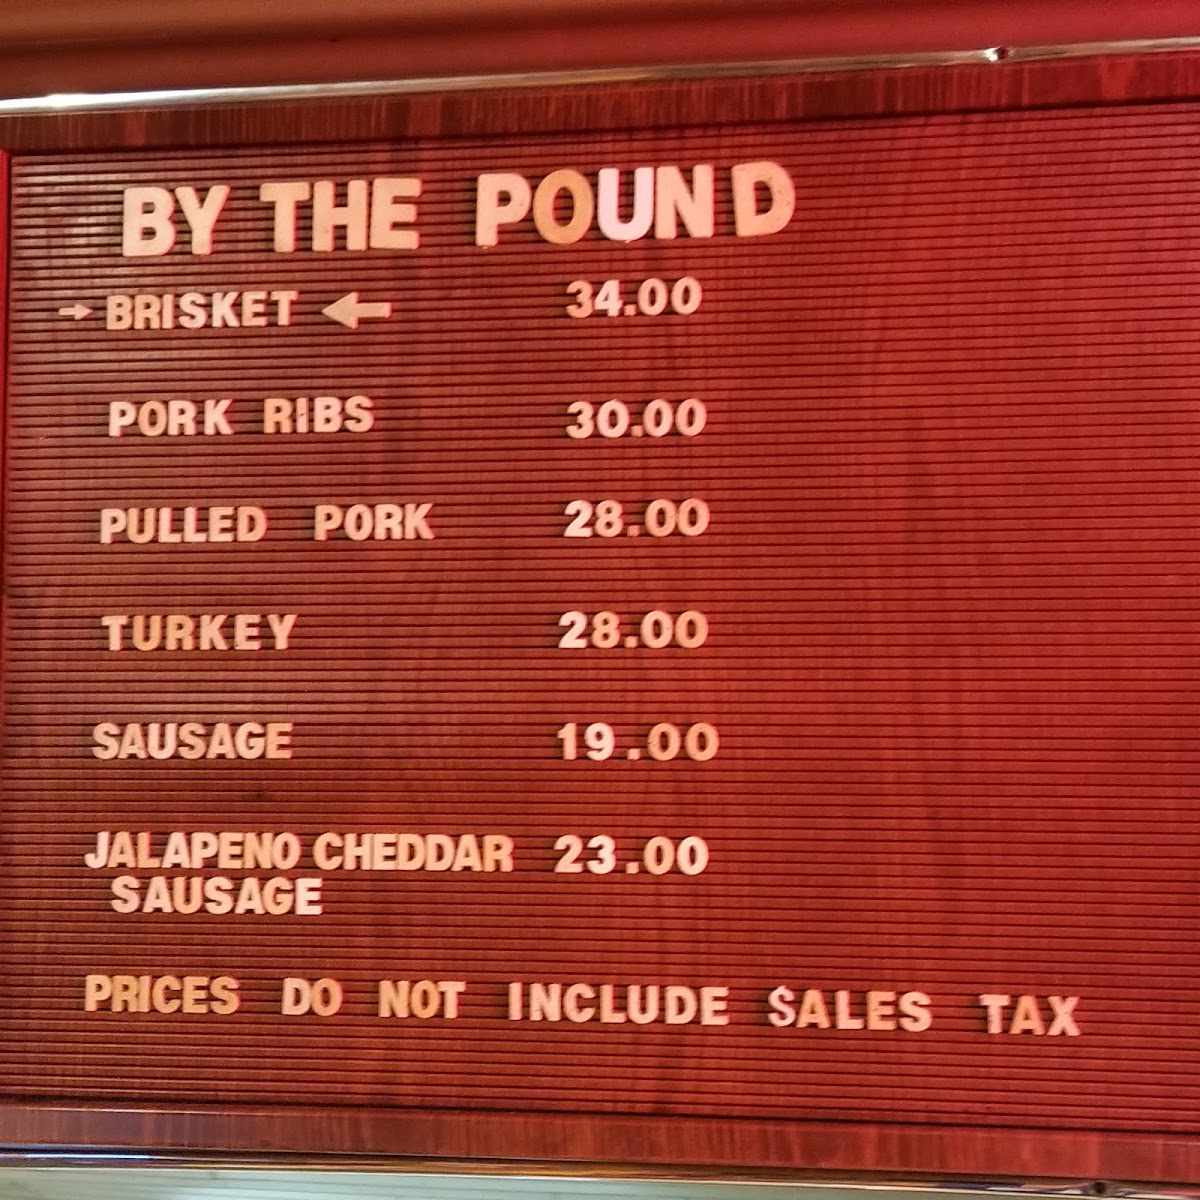 BY THE POUND
→ BRISKET ← 34.00
PORK RIBS 30.00
PULLED PORK 28.00
TURKEY 28.00
SAUSAGE 19.00
JALAPENO CHEDDAR 23.00
SAUSAGE
PRICES DO NOT INCLUDE $ALES TAX